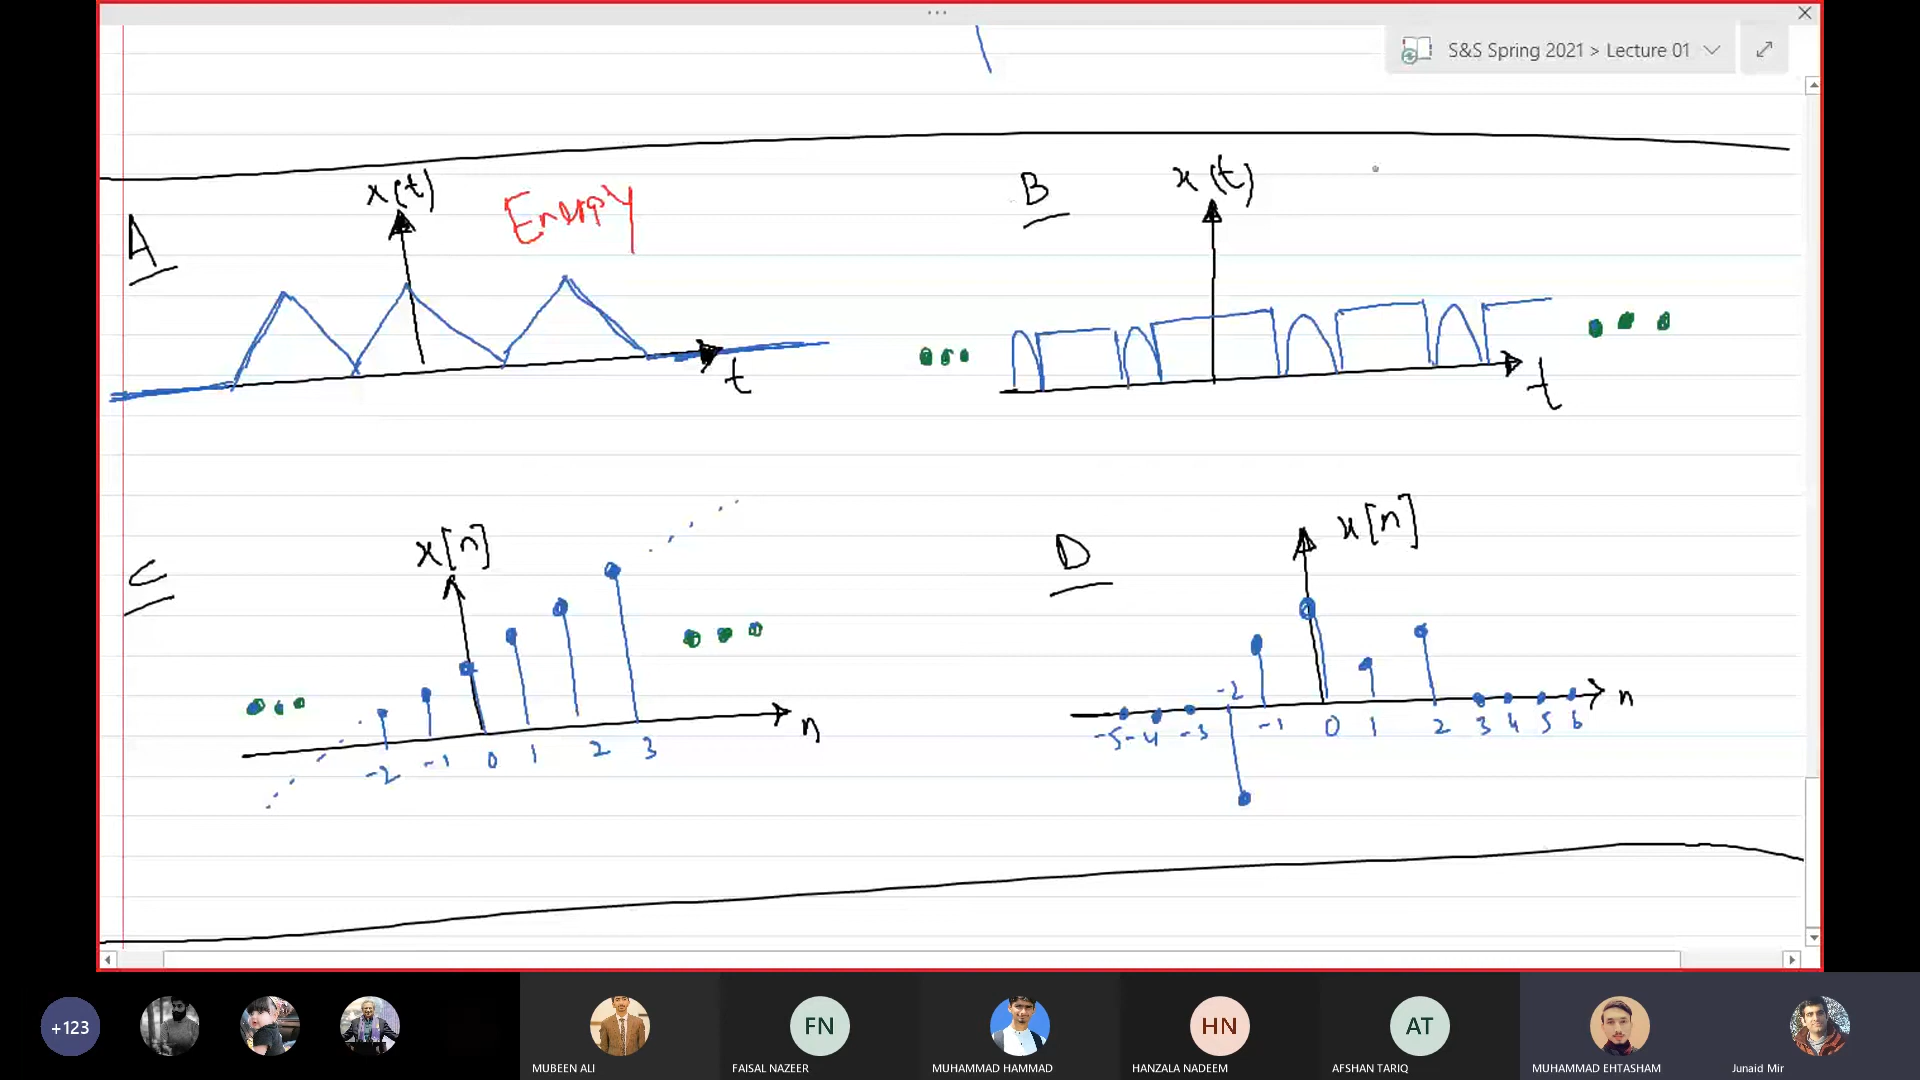 S&S Spring 2021 > Lecture 01
A
x(t)
Energy
t
B
x(t)
t
C
x[n]
-2 -1 0 1 2 3
n
D
x[n]
-2
n
-5 -4 -3 -1 0 1 2 3 4 5 6
+123
MUBEEN ALI
FN
FAISAL NAZEER
MUHAMMAD HAMMAD
HN
HANZALA NADEEM
AT
AFSHAN TARIQ
MUHAMMAD EHTASHAM
Junaid Mir